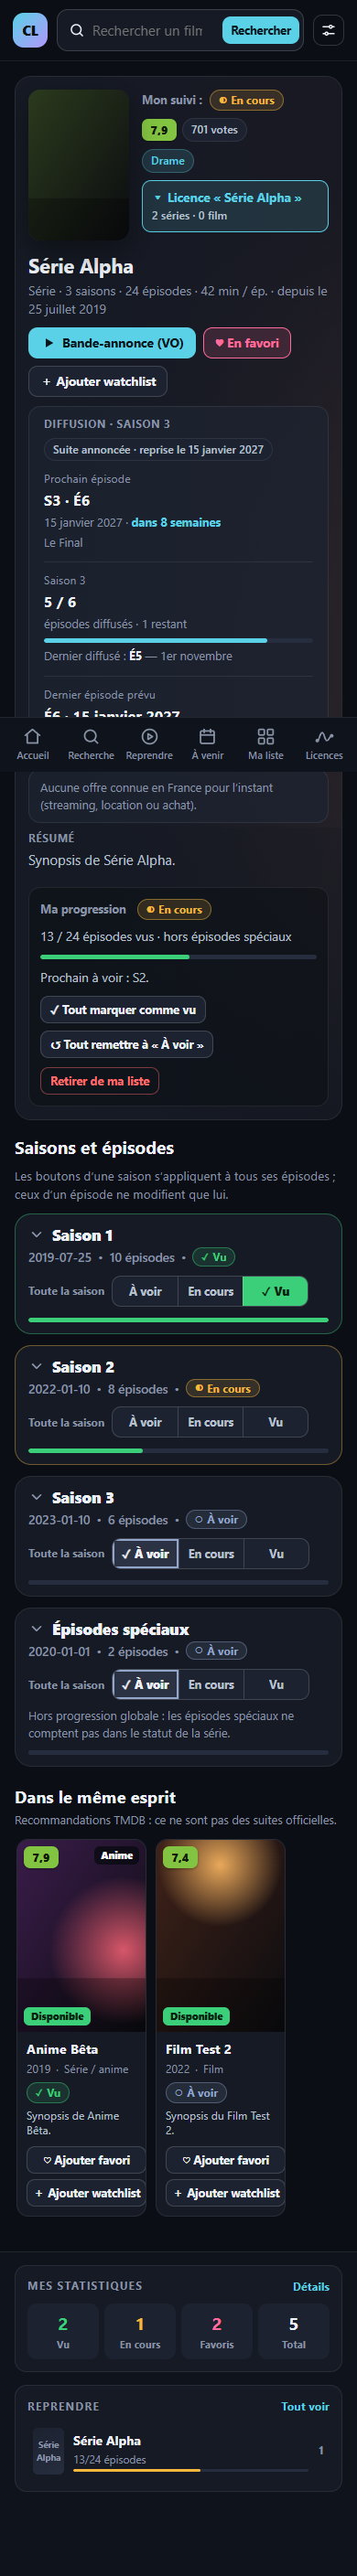 CL
Rechercher un film
Rechercher
Mon suivi :
En cours
7,9
701 votes
Drame
Licence « Série Alpha »
2 séries · 0 film
Série Alpha
Série · 3 saisons · 24 épisodes · 42 min / ép. · depuis le
25 juillet 2019
Bande-annonce (VO)
En favori
+ Ajouter watchlist
DIFFUSION · SAISON 3
Suite annoncée · reprise le 15 janvier 2027
Prochain épisode
S3 · É6
15 janvier 2027 · dans 8 semaines
Le Final
Saison 3
5 / 6
épisodes diffusés · 1 restant
Dernier diffusé : É5 — 1er novembre
Dernier épisode prévu
É6 · 15 janvier 2027
Accueil
Recherche
Reprendre
À venir
Ma liste
Licences
Aucune offre connue en France pour l'instant
(streaming, location ou achat).
RÉSUMÉ
Synopsis de Série Alpha.
Ma progression
En cours
13 / 24 épisodes vus · hors épisodes spéciaux
Prochain à voir : S2.
✓ Tout marquer comme vu
↺ Tout remettre à « À voir »
Retirer de ma liste
Saisons et épisodes
Les boutons d'une saison s'appliquent à tous ses épisodes ;
ceux d'un épisode ne modifient que lui.
Saison 1
2019-07-25 • 10 épisodes • ✓ Vu
Toute la saison
À voir
En cours
✓ Vu
Saison 2
2022-01-10 • 8 épisodes • En cours
Toute la saison
À voir
En cours
Vu
Saison 3
2023-01-10 • 6 épisodes • ○ À voir
Toute la saison
✓ À voir
En cours
Vu
Épisodes spéciaux
2020-01-01 • 2 épisodes • ○ À voir
Toute la saison
✓ À voir
En cours
Vu
Hors progression globale : les épisodes spéciaux ne
comptent pas dans le statut de la série.
Dans le même esprit
Recommandations TMDB : ce ne sont pas des suites officielles.
7,9
Anime
Disponible
Anime Bêta
2019 · Série / anime
✓ Vu
Synopsis de Anime
Bêta.
♡ Ajouter favori
+ Ajouter watchlist
7,4
Disponible
Film Test 2
2022 · Film
○ À voir
Synopsis du Film Test
2.
♡ Ajouter favori
+ Ajouter watchlist
MES STATISTIQUES
Détails
2
Vu
1
En cours
2
Favoris
5
Total
REPRENDRE
Tout voir
Série
Alpha
Série Alpha
13/24 épisodes
1